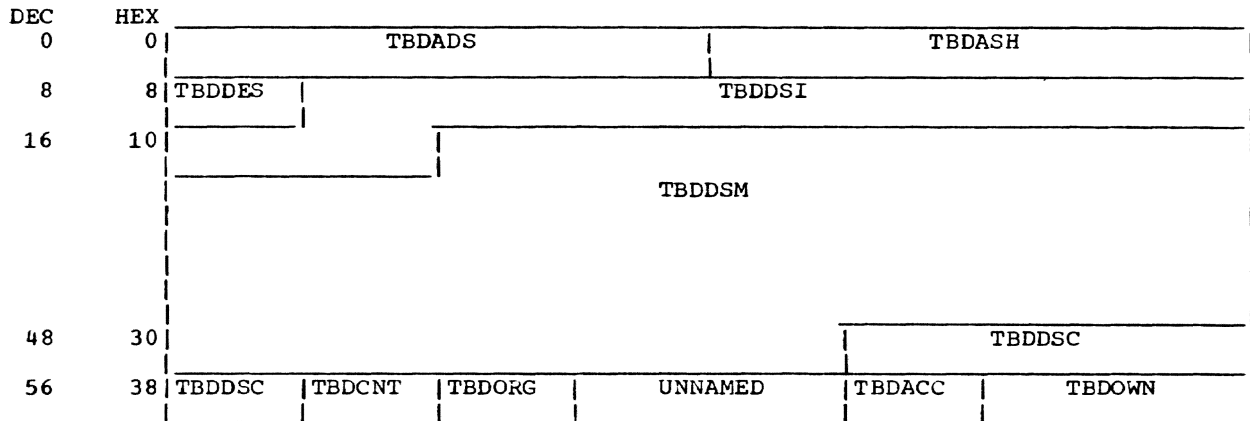 DEC HEX
0 0 TBDADS TBDASH
8 8 TBDDES TBDDSI
16 10
TBDDSM
48 30 TBDDSC
56 38 TBDDSC TBDCNT TBDORG UNNAMED TBDACC TBDOWN